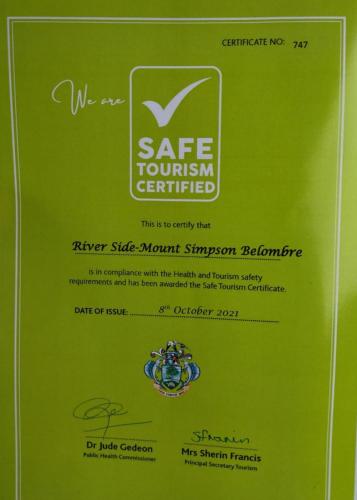 CERTIFICATE NO: 747
We are
SAFE
TOURISM
CERTIFIED
This is to certify that
River Side-Mount Simpson Belombre
is in compliance with the Health and Tourism safety
requirements and has been awarded the Safe Tourism Certificate.
DATE OF ISSUE: 8th October 2021
Dr Jude Gedeon
Public Health Commissioner
Mrs Sherin Francis
Principal Secretary Tourism